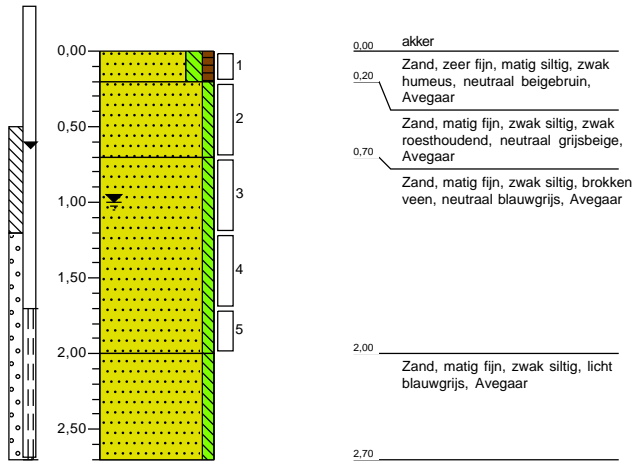 0,00
0,50
1,00
1,50
2,00
2,50
1
2
3
4
5
0,00
akker
Zand, zeer fijn, matig siltig, zwak
humeus, neutraal beigebruin,
Avegaar
0,20
Zand, matig fijn, zwak siltig, zwak
roesthoudend, neutraal grijsbeige,
Avegaar
0,70
Zand, matig fijn, zwak siltig, brokken
veen, neutraal blauwgrijs, Avegaar
2,00
Zand, matig fijn, zwak siltig, licht
blauwgrijs, Avegaar
2,70